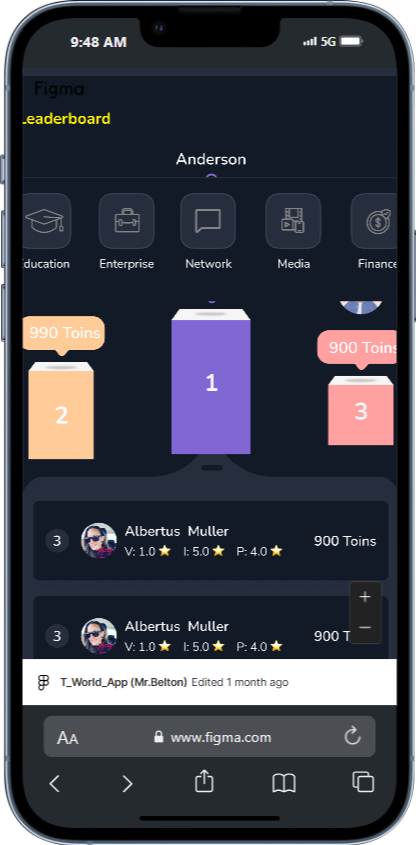 9:48 AM 5G
Figma
Leaderboard
Anderson
Education Enterprise Network Media Finance
990 Toins
900 Toins
1
2
3
3 Albertus Muller 900 Toins
V: 1.0 I: 5.0 P: 4.0
3 Albertus Muller 900 T
V: 1.0 I: 5.0 P: 4.0
+
−
T_World_App (Mr.Belton) Edited 1 month ago
AA www.figma.com